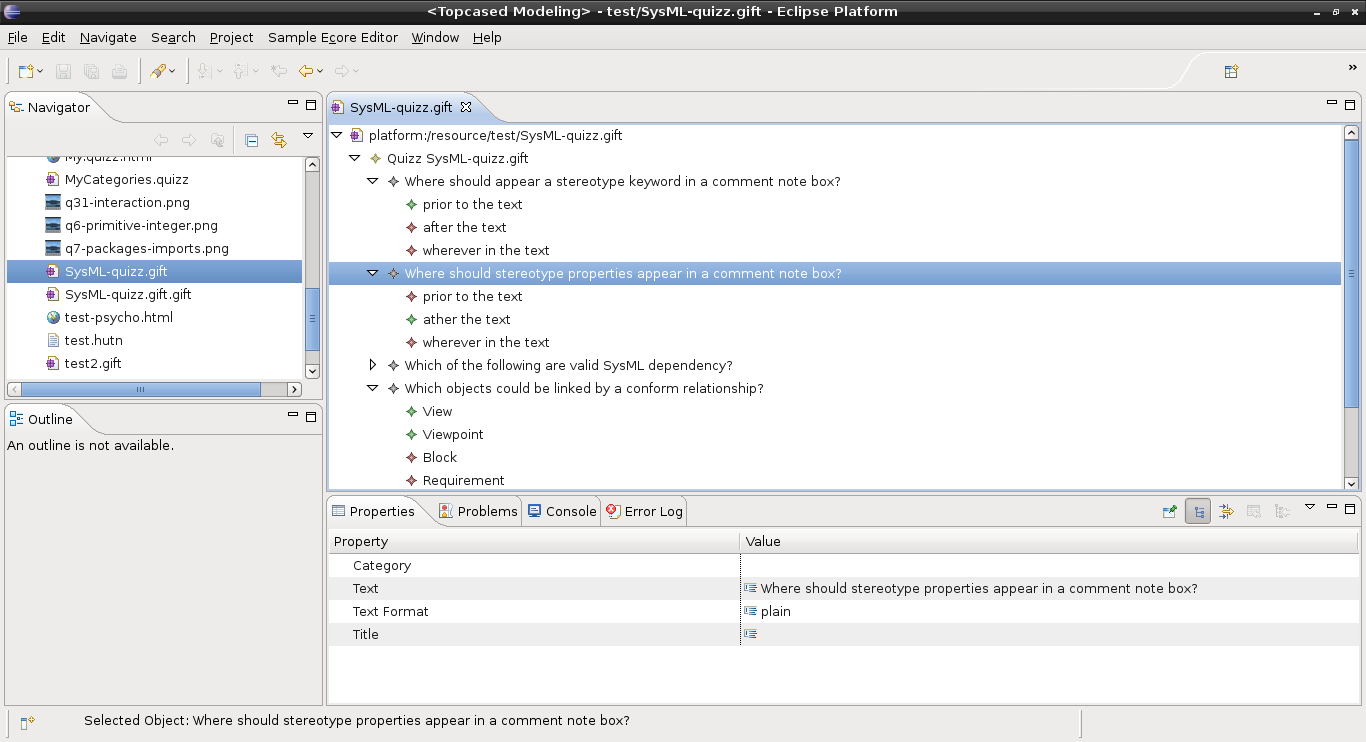 <Topcased Modeling> - test/SysML-quizz.gift - Eclipse Platform
File Edit Navigate Search Project Sample Ecore Editor Window Help
»
Navigator
My.quizz.html
MyCategories.quizz
q31-interaction.png
q6-primitive-integer.png
q7-packages-imports.png
SysML-quizz.gift
SysML-quizz.gift.gift
test-psycho.html
test.hutn
test2.gift
Outline
An outline is not available.
SysML-quizz.gift
platform:/resource/test/SysML-quizz.gift
Quizz SysML-quizz.gift
Where should appear a stereotype keyword in a comment note box?
prior to the text
after the text
wherever in the text
Where should stereotype properties appear in a comment note box?
prior to the text
ather the text
wherever in the text
Which of the following are valid SysML dependency?
Which objects could be linked by a conform relationship?
View
Viewpoint
Block
Requirement
Properties Problems Console Error Log
Property Value
Category
Text Where should stereotype properties appear in a comment note box?
Text Format plain
Title
Selected Object: Where should stereotype properties appear in a comment note box?